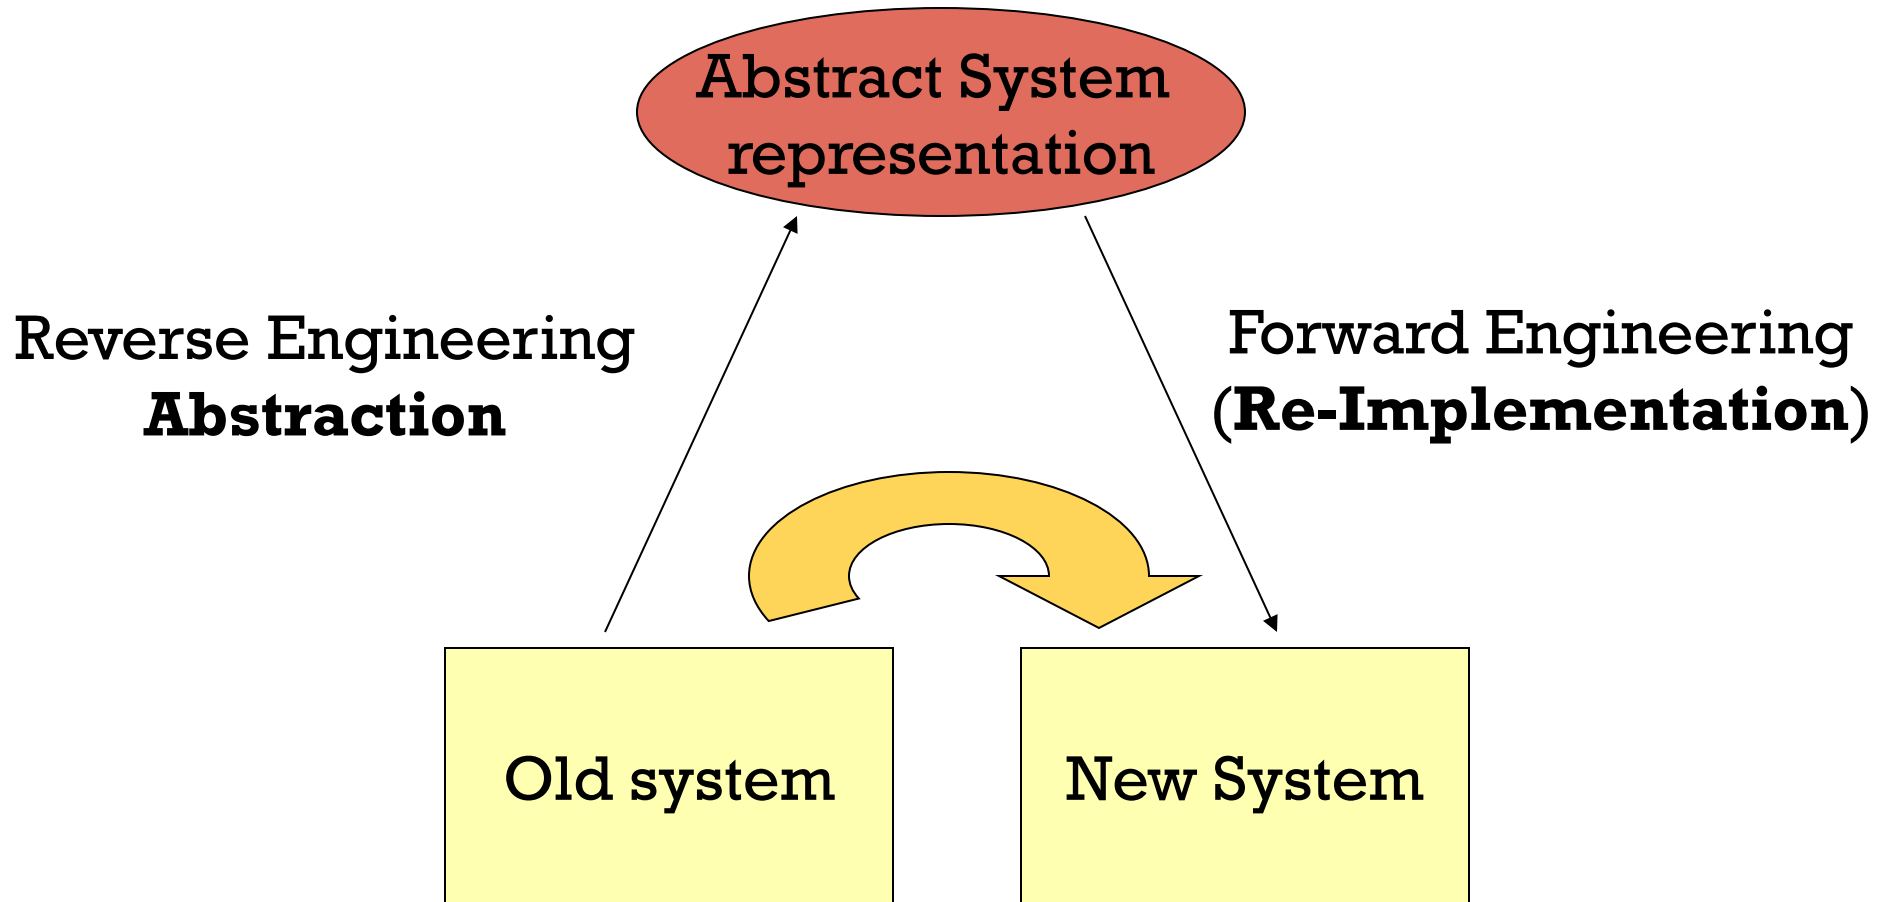 Abstract System
representation
Reverse Engineering
Abstraction
Forward Engineering
(Re-Implementation)
Old system
New System